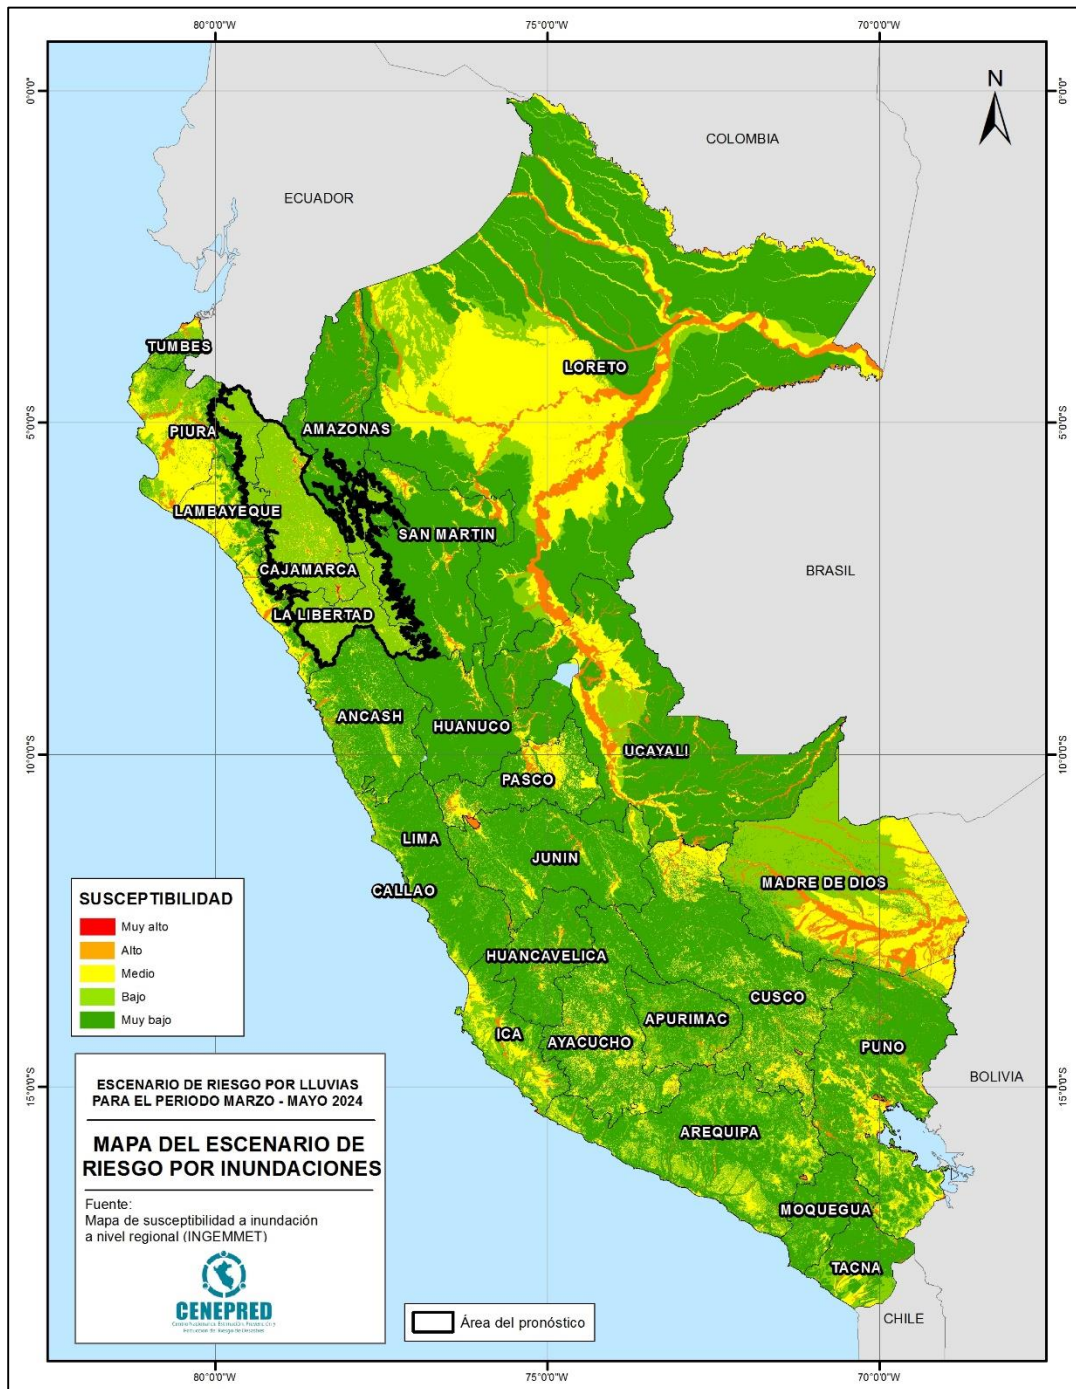 80°0'0"W 75°0'0"W 70°0'0"W
0°0'0"
5°0'0"S
10°0'0"S
15°0'0"S
0°0'0"
5°0'0"S
10°0'0"S
15°0'0"S
N
COLOMBIA
ECUADOR
TUMBES
LORETO
PIURA
AMAZONAS
LAMBAYEQUE
SAN MARTIN
CAJAMARCA
BRASIL
LA LIBERTAD
ANCASH
HUANUCO
UCAYALI
PASCO
LIMA
JUNIN
CALLAO
MADRE DE DIOS
HUANCAVELICA
CUSCO
APURIMAC
ICA
AYACUCHO
PUNO
BOLIVIA
AREQUIPA
MOQUEGUA
TACNA
CHILE
SUSCEPTIBILIDAD
Muy alto
Alto
Medio
Bajo
Muy bajo
ESCENARIO DE RIESGO POR LLUVIAS
PARA EL PERIODO MARZO - MAYO 2024
MAPA DEL ESCENARIO DE
RIESGO POR INUNDACIONES
Fuente:
Mapa de susceptibilidad a inundación
a nivel regional (INGEMMET)
CENEPRED
Área del pronóstico
80°0'0"W 75°0'0"W 70°0'0"W